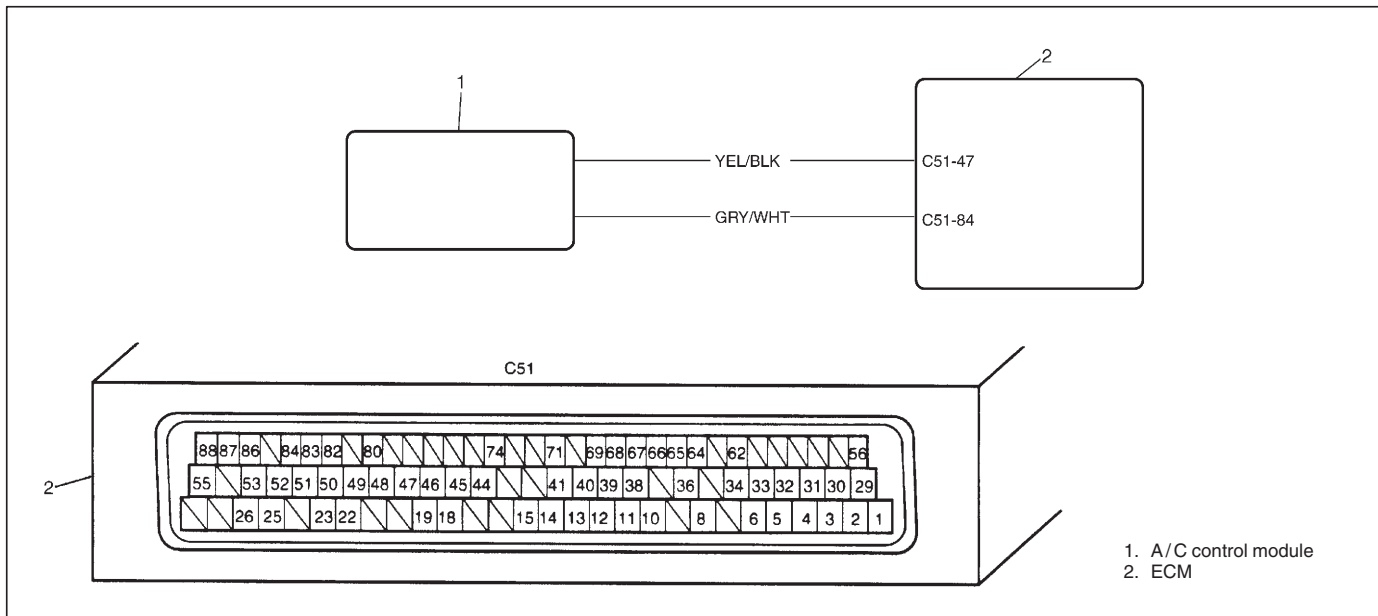 1
2
YEL/BLK
C51-47
GRY/WHT
C51-84
C51
88 87 86 84 83 82 80 74 71 69 68 67 66 65 64 62 56
2
55 53 52 51 50 49 48 47 46 45 44 41 40 39 38 36 34 33 32 31 30 29
26 25 23 22 19 18 15 14 13 12 11 10 8 6 5 4 3 2 1
1. A/C control module
2. ECM